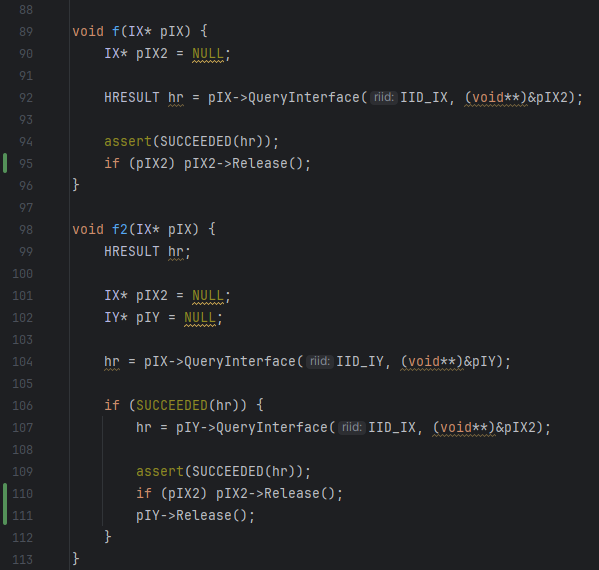 88
89 void f(IX* pIX) {
90     IX* pIX2 = NULL;
91
92     HRESULT hr = pIX->QueryInterface( riid: IID_IX, (void**)&pIX2);
93
94     assert(SUCCEEDED(hr));
95     if (pIX2) pIX2->Release();
96 }
97
98 void f2(IX* pIX) {
99     HRESULT hr;
100
101     IX* pIX2 = NULL;
102     IY* pIY = NULL;
103
104     hr = pIX->QueryInterface( riid: IID_IY, (void**)&pIY);
105
106     if (SUCCEEDED(hr)) {
107         hr = pIY->QueryInterface( riid: IID_IX, (void**)&pIX2);
108
109         assert(SUCCEEDED(hr));
110         if (pIX2) pIX2->Release();
111         pIY->Release();
112     }
113 }